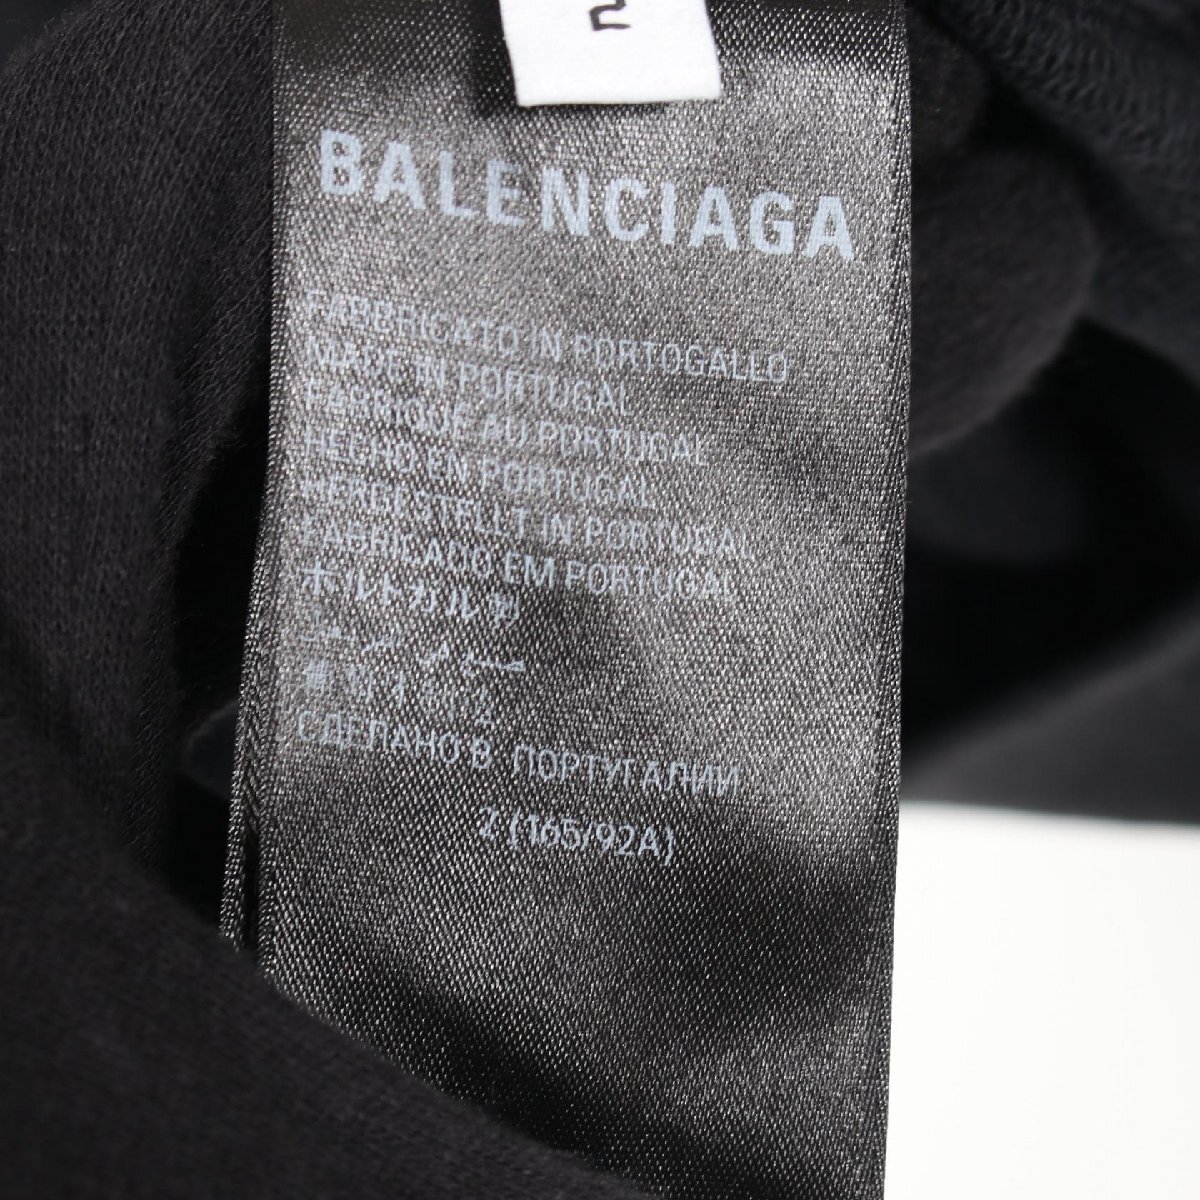 2
BALENCIAGA
FABBRICATO IN PORTOGALLO
MADE IN PORTUGAL
FABRIQUÉ AU PORTUGAL
HECHO EN PORTUGAL
HERGESTELLT IN PORTUGAL
FABRICADO EM PORTUGAL
ポルトガル製
СДЕЛАНО В ПОРТУГАЛИИ
2 (165/92A)